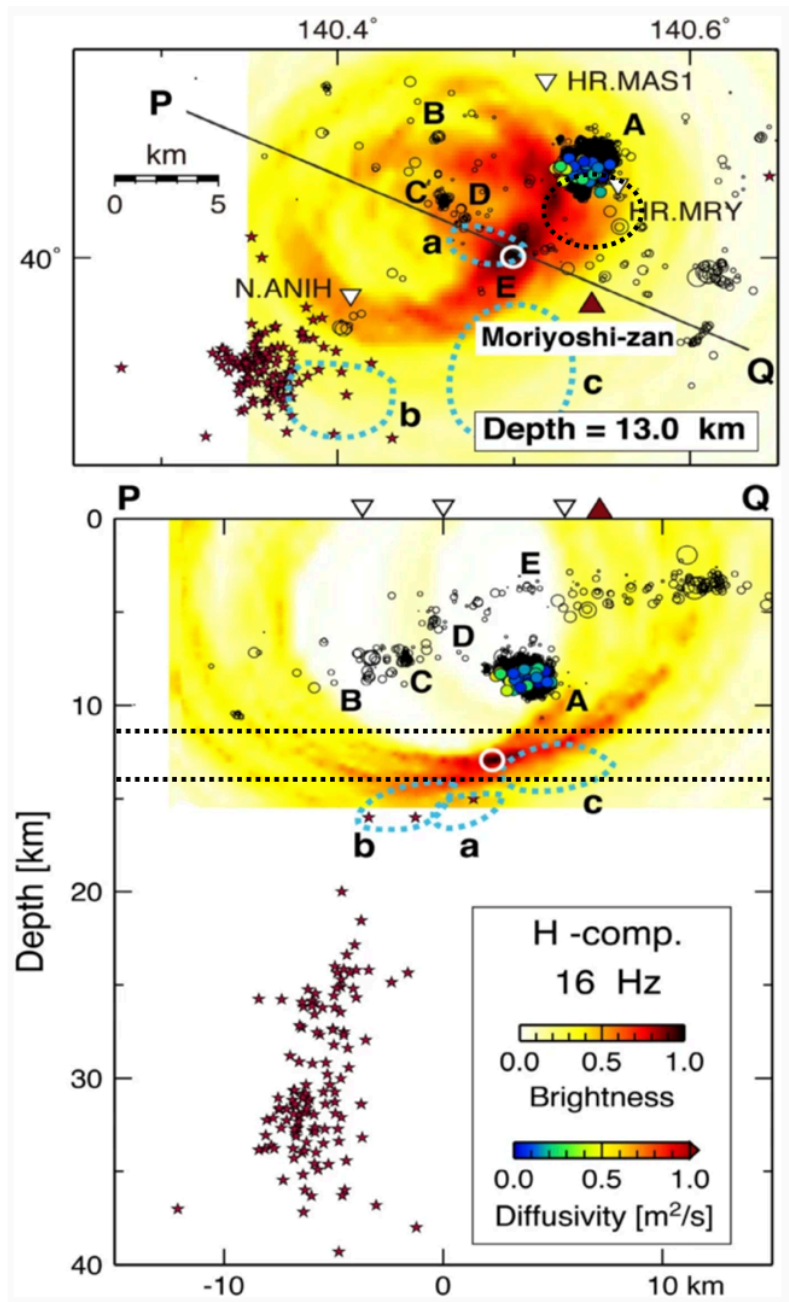 140.4° 140.6°
P
HR.MAS1
B
A
km
0 5
C D
HR.MRY
a
40°
E
N.ANIH
Moriyoshi-zan
Q
c
b
Depth = 13.0 km
P Q
0
E
D
C
B
A
10
c
b a
20
Depth [km]
H -comp.
16 Hz
0.0 0.5 1.0
Brightness
30
0.0 0.5 1.0
Diffusivity [m²/s]
40
-10 0 10 km